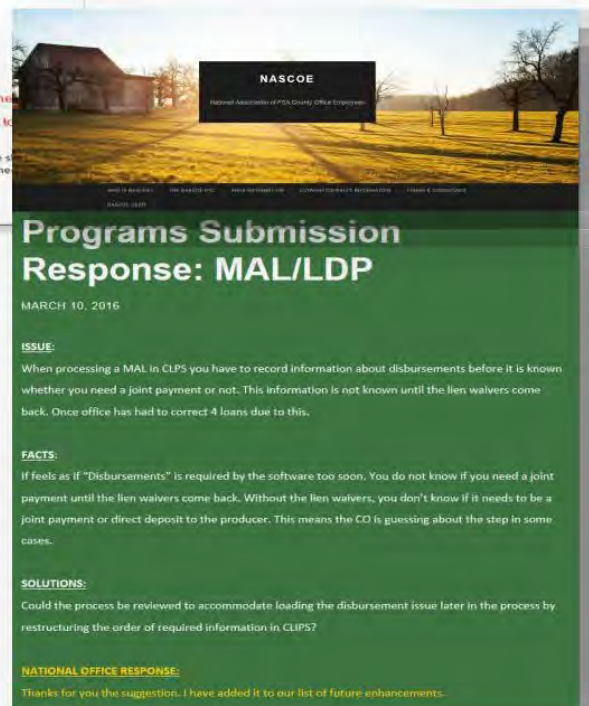 NASCOE
National Association of FSA County Office Employees
Programs Submission
Response: MAL/LDP
MARCH 10, 2016
ISSUE:
When processing a MAL in CLPS you have to record information about disbursements before it is known
whether you need a joint payment or not. This information is not known until the lien waivers come
back. Once office has had to correct 4 loans due to this.
FACTS:
If feels as if "Disbursements" is required by the software too soon. You do not know if you need a joint
payment until the lien waivers come back. Without the lien waivers, you don't know if it needs to be a
joint payment or direct deposit to the producer. This means the CO is guessing about the step in some
cases.
SOLUTIONS:
Could the process be reviewed to accommodate loading the disbursement issue later in the process by
restructuring the order of required information in CLIPS?
NATIONAL OFFICE RESPONSE:
Thanks for you the suggestion. I have added it to our list of future enhancements.